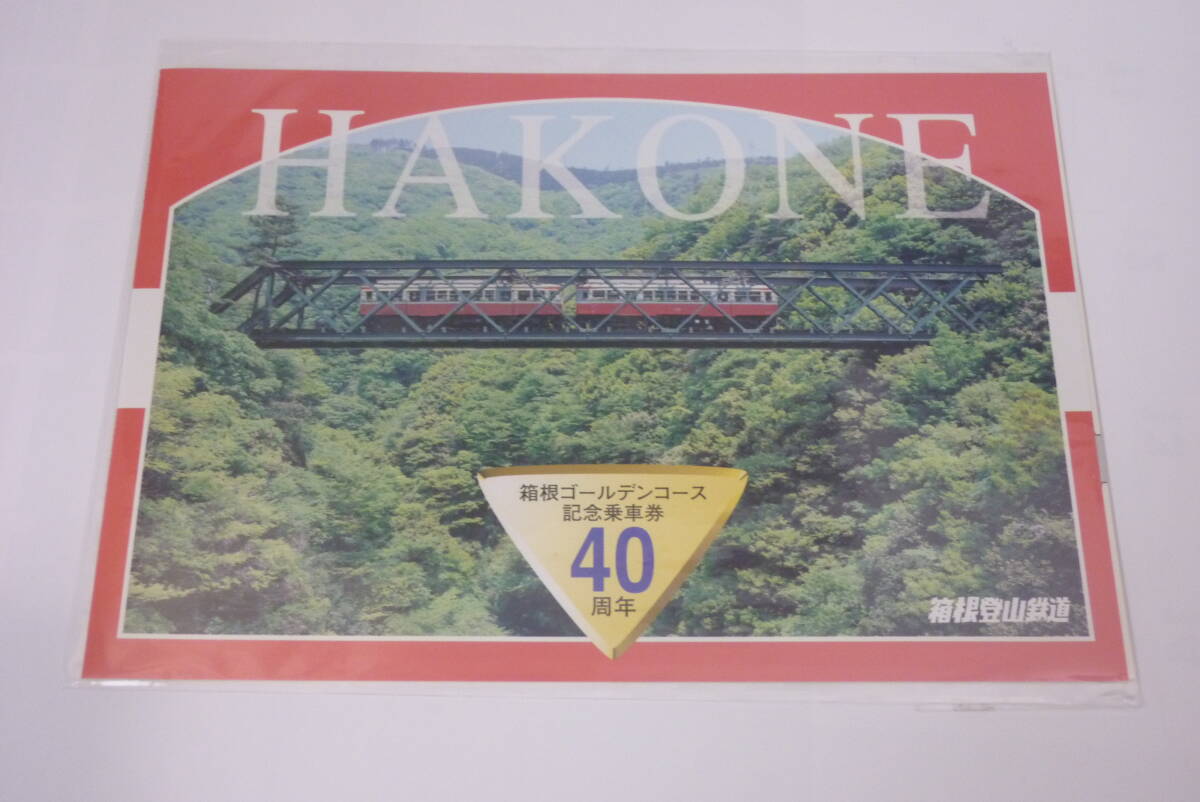 HAKONE
箱根ゴールデンコース
記念乗車券
40
周年
箱根登山鉄道